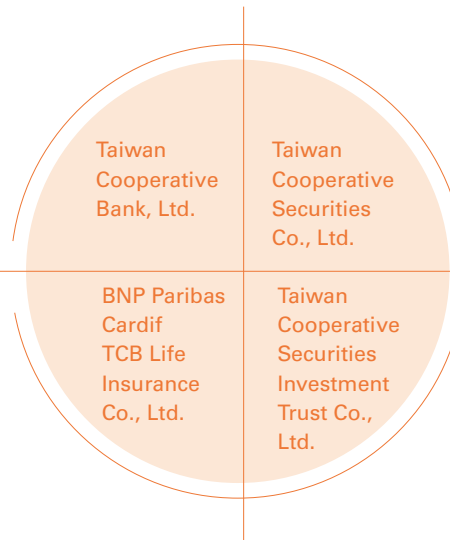 Taiwan
Cooperative
Bank, Ltd.
Taiwan
Cooperative
Securities
Co., Ltd.
BNP Paribas
Cardif
TCB Life
Insurance
Co., Ltd.
Taiwan
Cooperative
Securities
Investment
Trust Co.,
Ltd.